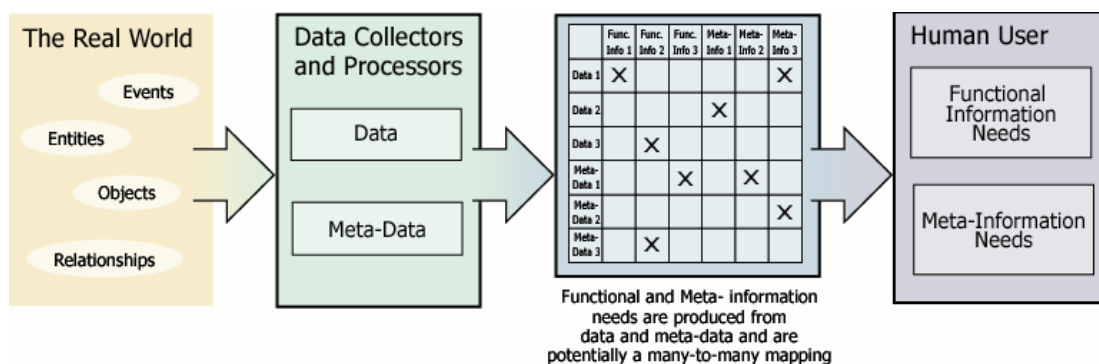 The Real World
Events
Entities
Objects
Relationships
Data Collectors
and Processors
Data
Meta-Data
Func. Info 1 Func. Info 2 Func. Info 3 Meta- Info 1 Meta- Info 2 Meta- Info 3
Data 1 X X
Data 2 X
Data 3 X
Meta- Data 1 X X
Meta- Data 2 X
Meta- Data 3 X
Functional and Meta- information
needs are produced from
data and meta-data and are
potentially a many-to-many mapping
Human User
Functional
Information
Needs
Meta-Information
Needs